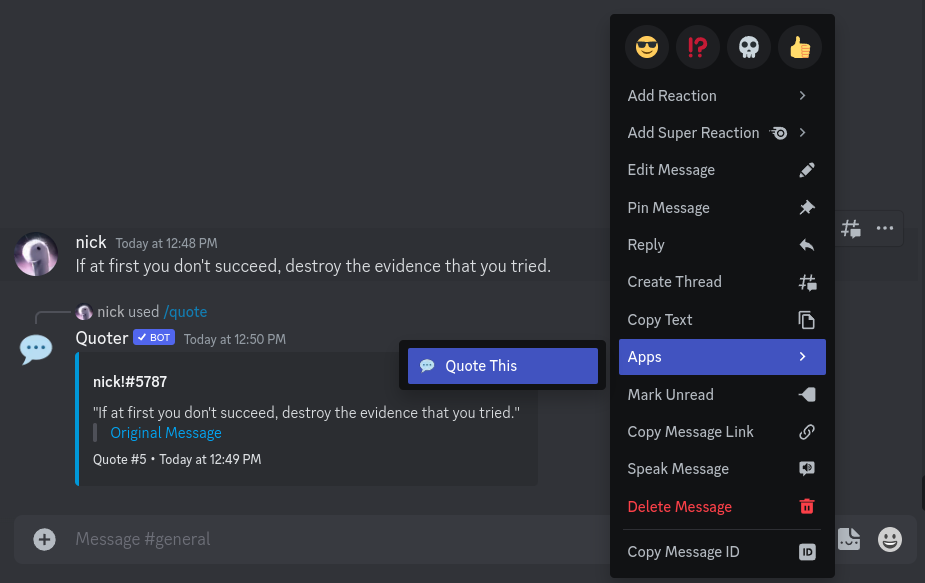 nick Today at 12:48 PM
If at first you don't succeed, destroy the evidence that you tried.
nick used /quote
Quoter BOT Today at 12:50 PM
nick!#5787
"If at first you don't succeed, destroy the evidence that you tried."
Original Message
Quote #5 • Today at 12:49 PM
Message #general
Quote This
Add Reaction
Add Super Reaction
Edit Message
Pin Message
Reply
Create Thread
Copy Text
Apps
Mark Unread
Copy Message Link
Speak Message
Delete Message
Copy Message ID ID